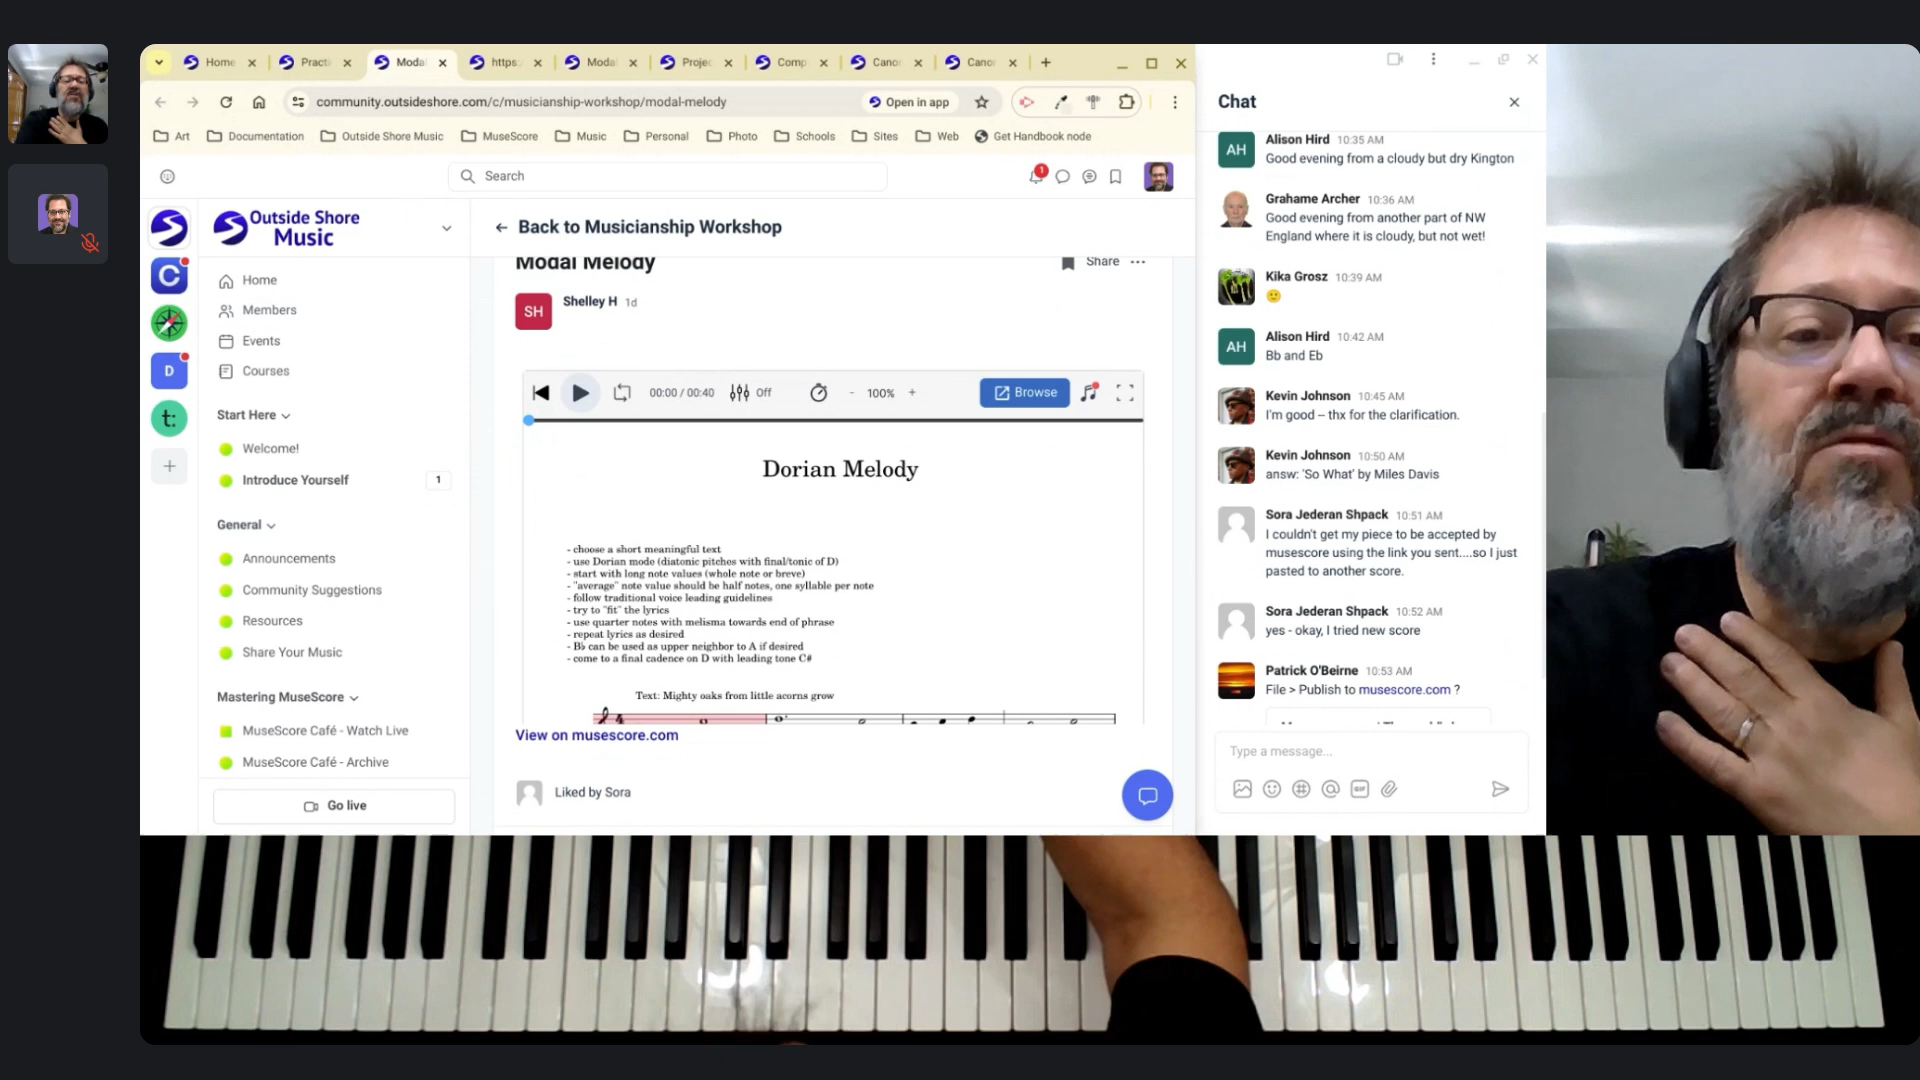 Home
Practi
Modal
https:
Modal
Projec
Comp
Canon
Canon
community.outsideshore.com/c/musicianship-workshop/modal-melody
Open in app
Art
Documentation
Outside Shore Music
MuseScore
Music
Personal
Photo
Schools
Sites
Web
Get Handbook node
Search
1
Outside Shore
Music
C
D
t:
Home
Members
Events
Courses
Start Here
Welcome!
Introduce Yourself 1
General
Announcements
Community Suggestions
Resources
Share Your Music
Mastering MuseScore
MuseScore Café - Watch Live
MuseScore Café - Archive
Go live
Back to Musicianship Workshop
Modal Melody
Share
SH
Shelley H 1d
00:00 / 00:40
Off
- 100% +
Browse
Dorian Melody
- choose a short meaningful text
- use Dorian mode (diatonic pitches with final/tonic of D)
- start with long note values (whole note or breve)
- "average" note value should be half notes, one syllable per note
- follow traditional voice leading guidelines
- try to "fit" the lyrics
- use quarter notes with melisma towards end of phrase
- repeat lyrics as desired
- B♭ can be used as upper neighbor to A if desired
- come to a final cadence on D with leading tone C#
Text: Mighty oaks from little acorns grow
View on musescore.com
Liked by Sora
Chat
AH
Alison Hird 10:35 AM
Good evening from a cloudy but dry Kington
Grahame Archer 10:36 AM
Good evening from another part of NW
England where it is cloudy, but not wet!
Kika Grosz 10:39 AM
🙂
AH
Alison Hird 10:42 AM
Bb and Eb
Kevin Johnson 10:45 AM
I'm good – thx for the clarification.
Kevin Johnson 10:50 AM
answ: 'So What' by Miles Davis
Sora Jederan Shpack 10:51 AM
I couldn't get my piece to be accepted by
musescore using the link you sent....so I just
pasted to another score.
Sora Jederan Shpack 10:52 AM
yes - okay, I tried new score
Patrick O'Beirne 10:53 AM
File > Publish to musescore.com ?
Type a message...
GIF